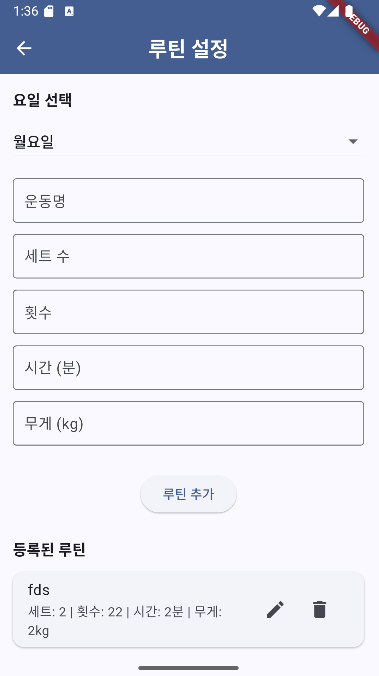 1:36
A
DEBUG
루틴 설정
요일 선택
월요일
운동명
세트 수
횟수
시간 (분)
무게 (kg)
루틴 추가
등록된 루틴
fds
세트: 2 | 횟수: 22 | 시간: 2분 | 무게:
2kg